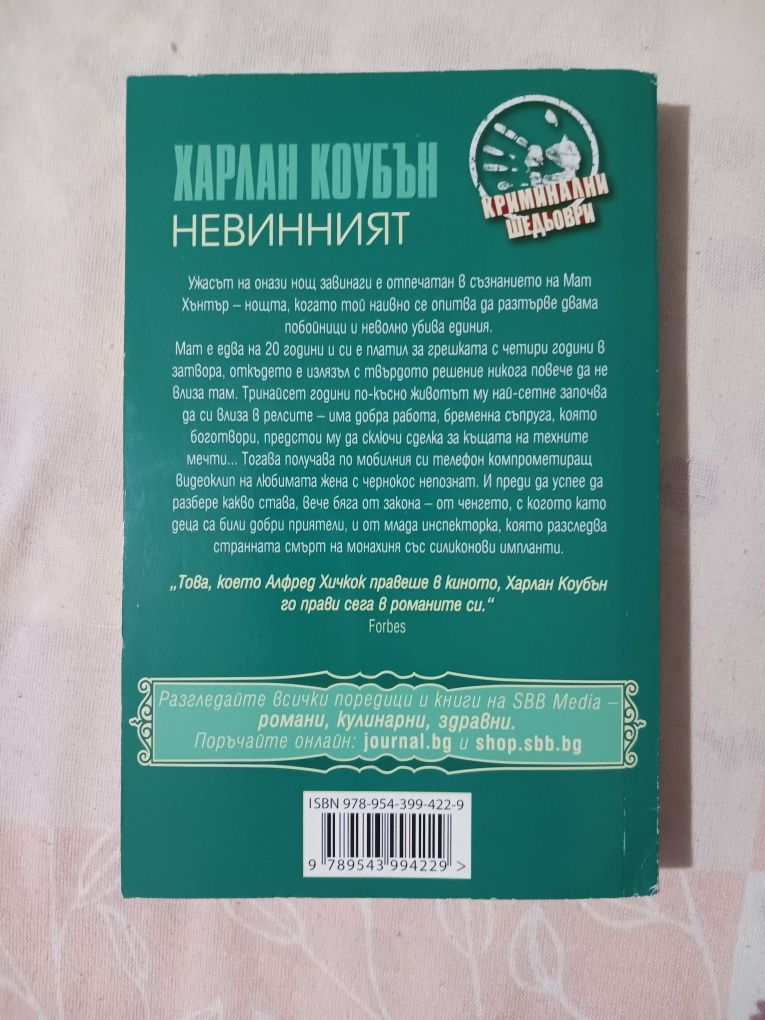 ХАРЛАН КОУБЪН
НЕВИННИЯТ
КРИМИНАЛНИ
ШЕДЬОВРИ
Ужасът на онази нощ завинаги е отпечатан в съзнанието на Мат
Хънтър – нощта, когато той наивно се опитва да разтърве двама
побойници и неволно убива единия.
Мат е едва на 20 години и си е платил за грешката с четири години в
затвора, откъдето е излязъл с твърдото решение никога повече да не
влиза там. Тринайсет години по-късно животът му най-сетне започва
да си влиза в релсите – има добра работа, бременна съпруга, която
боготвори, предстои му да сключи сделка за къщата на техните
мечти... Тогава получава по мобилния си телефон компрометиращ
видеоклип на любимата жена с чернокос непознат. И преди да успее да
разбере какво става, вече бяга от закона – от ченгето, с когото като
деца са били добри приятели, и от млада инспекторка, която разследва
странната смърт на монахиня със силиконови импланти.
„Това, което Алфред Хичкок правеше в киното, Харлан Коубън
го прави сега в романите си.“
Forbes
Разгледайте всички поредици и книги на SBB Media –
романи, кулинарни, здравни.
Поръчайте онлайн: journal.bg и shop.sbb.bg
ISBN 978-954-399-422-9
9 789543 994229 >